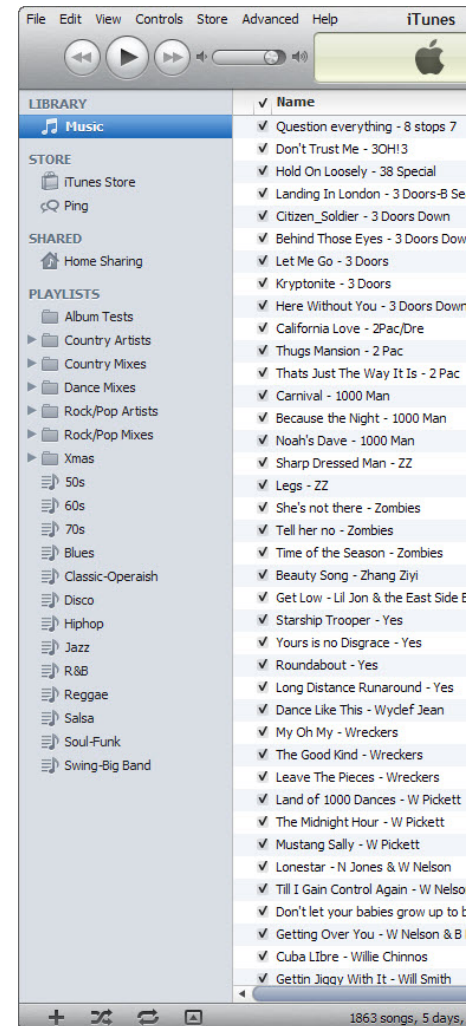 File Edit View Controls Store Advanced Help iTunes
LIBRARY
Music
STORE
iTunes Store
Ping
SHARED
Home Sharing
PLAYLISTS
Album Tests
Country Artists
Country Mixes
Dance Mixes
Rock/Pop Artists
Rock/Pop Mixes
Xmas
50s
60s
70s
Blues
Classic-Operaish
Disco
Hiphop
Jazz
R&B
Reggae
Salsa
Soul-Funk
Swing-Big Band
Name
Question everything - 8 stops 7
Don't Trust Me - 3OH!3
Hold On Loosely - 38 Special
Landing In London - 3 Doors-B Se
Citizen_Soldier - 3 Doors Down
Behind Those Eyes - 3 Doors Dow
Let Me Go - 3 Doors
Kryptonite - 3 Doors
Here Without You - 3 Doors Down
California Love - 2Pac/Dre
Thugs Mansion - 2 Pac
Thats Just The Way It Is - 2 Pac
Carnival - 1000 Man
Because the Night - 1000 Man
Noah's Dave - 1000 Man
Sharp Dressed Man - ZZ
Legs - ZZ
She's not there - Zombies
Tell her no - Zombies
Time of the Season - Zombies
Beauty Song - Zhang Ziyi
Get Low - Lil Jon & the East Side
Starship Trooper - Yes
Yours is no Disgrace - Yes
Roundabout - Yes
Long Distance Runaround - Yes
Dance Like This - Wyclef Jean
My Oh My - Wreckers
The Good Kind - Wreckers
Leave The Pieces - Wreckers
Land of 1000 Dances - W Pickett
The Midnight Hour - W Pickett
Mustang Sally - W Pickett
Lonestar - N Jones & W Nelson
Till I Gain Control Again - W Nelso
Don't let your babies grow up to b
Getting Over You - W Nelson & B
Cuba LIbre - Willie Chinnos
Gettin Jiggy With It - Will Smith
1863 songs, 5 days,